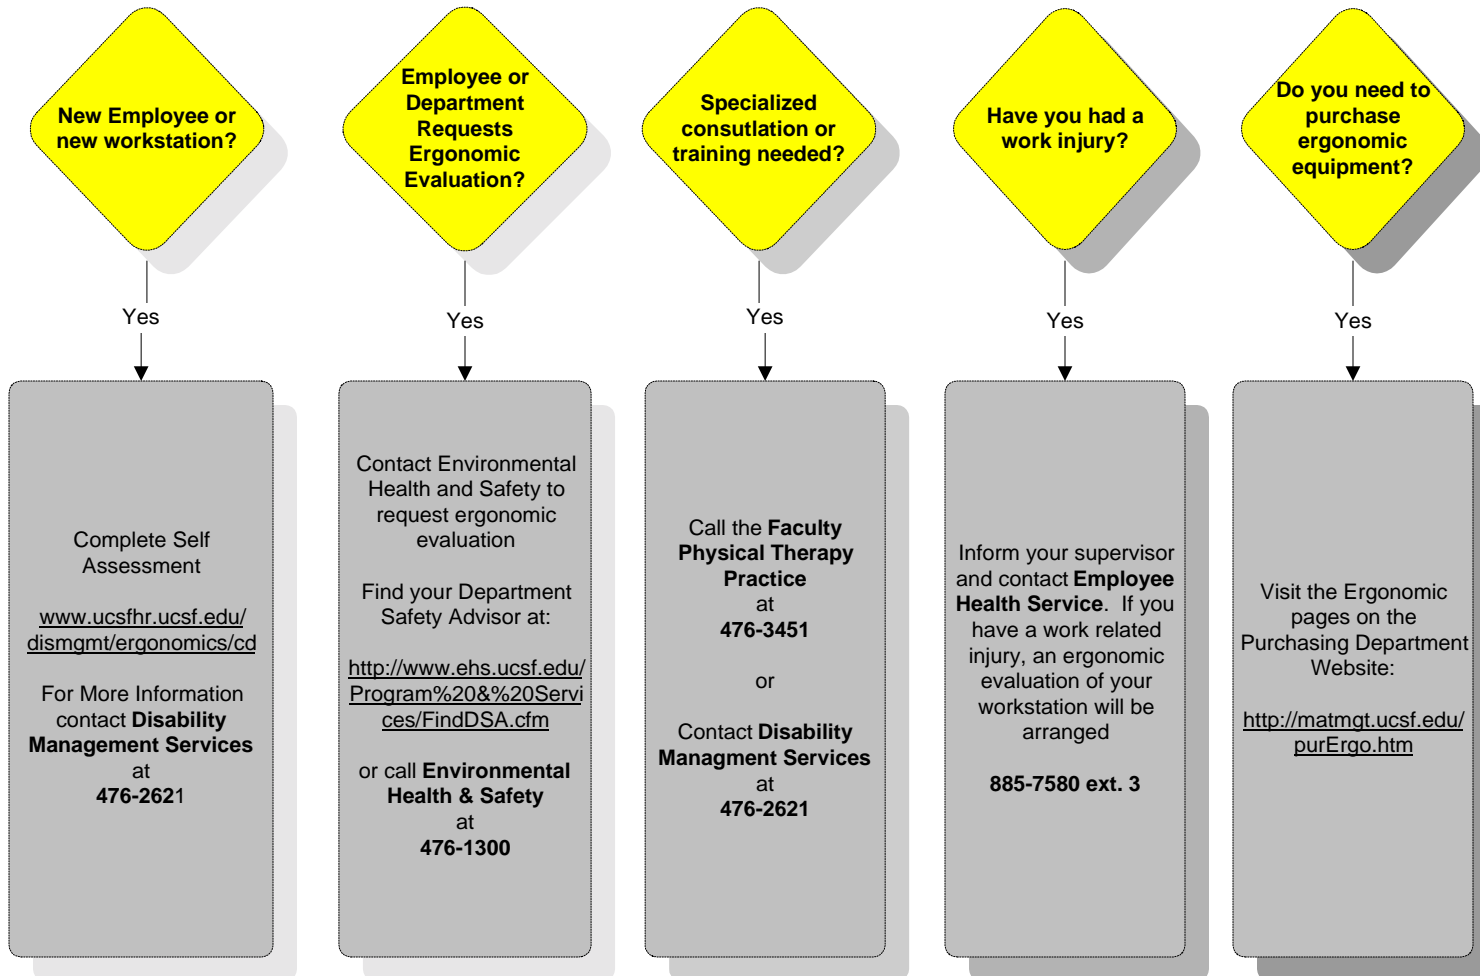 New Employee or
new workstation?
Yes
Complete Self
Assessment
www.ucsfhr.ucsf.edu/
dismgmt/ergonomics/cd
For More Information
contact Disability
Management Services
at
476-2621
Employee or
Department
Requests
Ergonomic
Evaluation?
Yes
Contact Environmental
Health and Safety to
request ergonomic
evaluation
Find your Department
Safety Advisor at:
http://www.ehs.ucsf.edu/
Program%20&%20Servi
ces/FindDSA.cfm
or call Environmental
Health & Safety
at
476-1300
Specialized
consutlation or
training needed?
Yes
Call the Faculty
Physical Therapy
Practice
at
476-3451
or
Contact Disability
Managment Services
at
476-2621
Have you had a
work injury?
Yes
Inform your supervisor
and contact Employee
Health Service.  If you
have a work related
injury, an ergonomic
evaluation of your
workstation will be
arranged
885-7580 ext. 3
Do you need to
purchase
ergonomic
equipment?
Yes
Visit the Ergonomic
pages on the
Purchasing Department
Website:
http://matmgt.ucsf.edu/
purErgo.htm